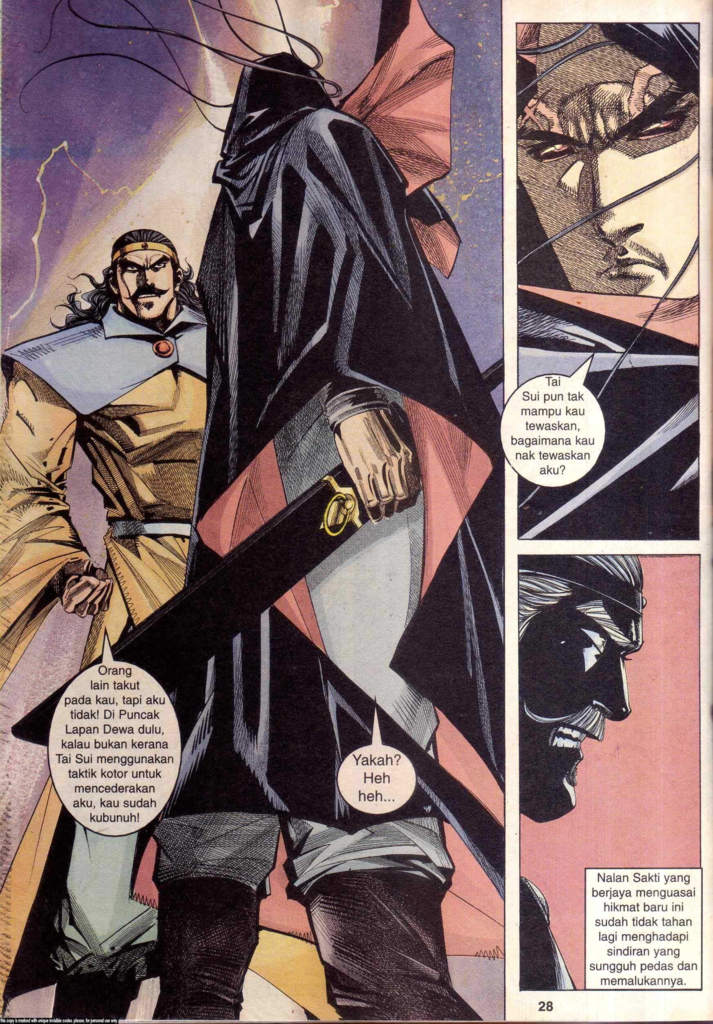 Orang
lain takut
pada kau, tapi aku
tidak! Di Puncak
Lapan Dewa dulu,
kalau bukan kerana
Tai Sui menggunakan
taktik kotor untuk
mencederakan
aku, kau sudah
kubunuh!
Yakah?
Heh
heh...
Tai
Sui pun tak
mampu kau
tewaskan,
bagaimana kau
nak tewaskan
aku?
Nalan Sakti yang
berjaya menguasai
hikmat baru ini
sudah tidak tahan
lagi menghadapi
sindiran yang
sungguh pedas dan
memalukannya.
28